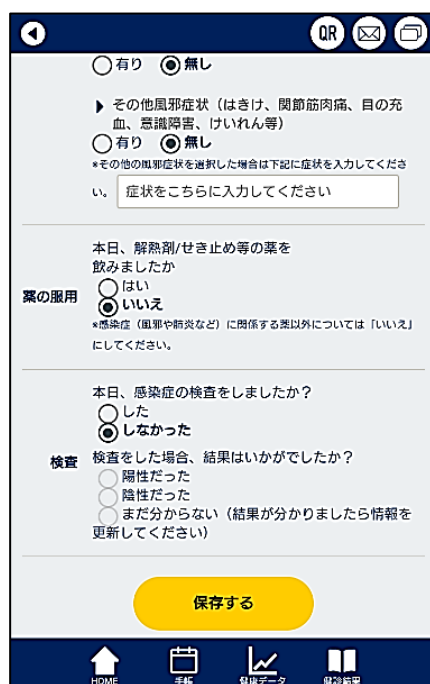 QR
有り 無し
その他風邪症状（はきけ、関節筋肉痛、目の充
血、意識障害、けいれん等）
有り 無し
*その他の風邪症状を選択した場合は下記に症状を入力してくださ
い。 症状をこちらに入力してください
本日、解熱剤/せき止め等の薬を
飲みましたか
薬の服用
はい
いいえ
*感染症（風邪や肺炎など）に関係する薬以外については「いいえ」
にしてください。
本日、感染症の検査をしましたか？
した
しなかった
検査
検査をした場合、結果はいかがでしたか？
陽性だった
陰性だった
まだ分からない（結果が分かりましたら情報を
更新してください）
保存する
HOME 手帳 健康データ 健診結果